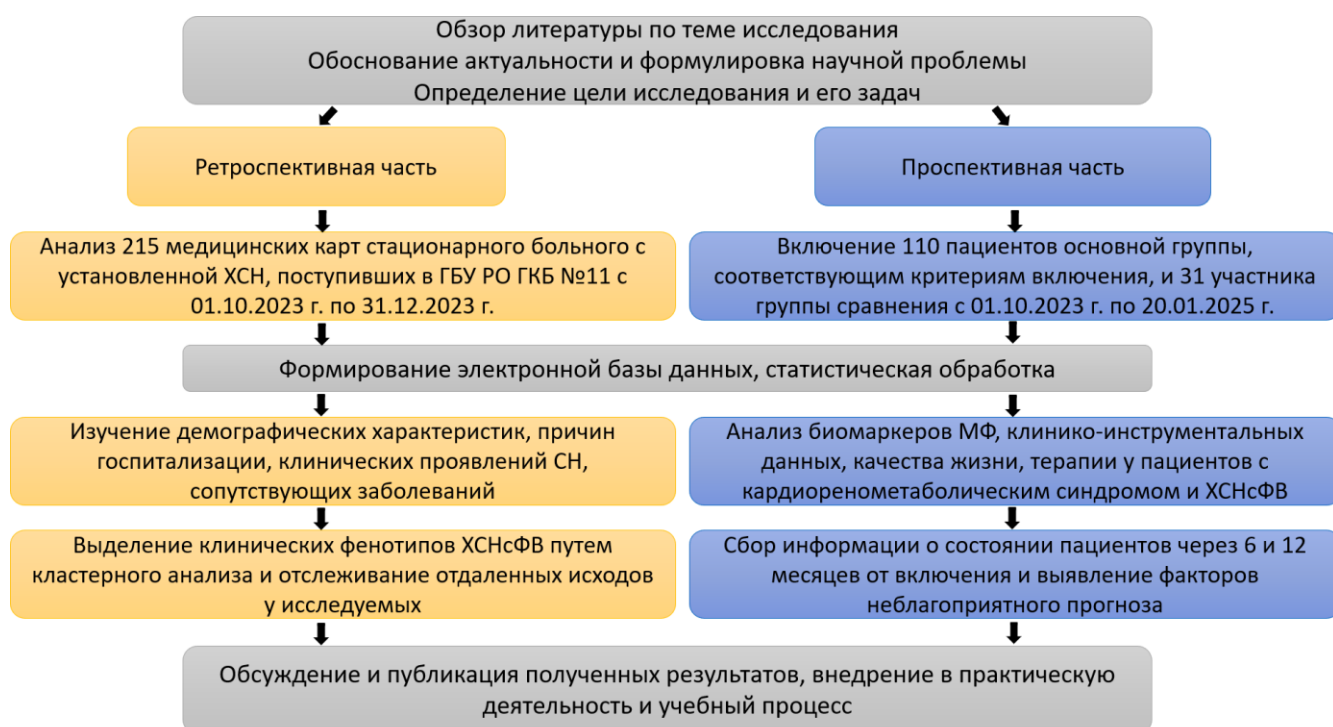 Обзор литературы по теме исследования
Обоснование актуальности и формулировка научной проблемы
Определение цели исследования и его задач
Ретроспективная часть
Проспективная часть
Анализ 215 медицинских карт стационарного больного с
установленной ХСН, поступивших в ГБУ РО ГКБ №11 с
01.10.2023 г. по 31.12.2023 г.
Включение 110 пациентов основной группы,
соответствующим критериям включения, и 31 участника
группы сравнения с 01.10.2023 г. по 20.01.2025 г.
Формирование электронной базы данных, статистическая обработка
Изучение демографических характеристик, причин
госпитализации, клинических проявлений СН,
сопутствующих заболеваний
Анализ биомаркеров МФ, клинико-инструментальных
данных, качества жизни, терапии у пациентов с
кардиоренометаболическим синдромом и ХСНсФВ
Выделение клинических фенотипов ХСНсФВ путем
кластерного анализа и отслеживание отдаленных исходов
у исследуемых
Сбор информации о состоянии пациентов через 6 и 12
месяцев от включения и выявление факторов
неблагоприятного прогноза
Обсуждение и публикация полученных результатов, внедрение в практическую
деятельность и учебный процесс